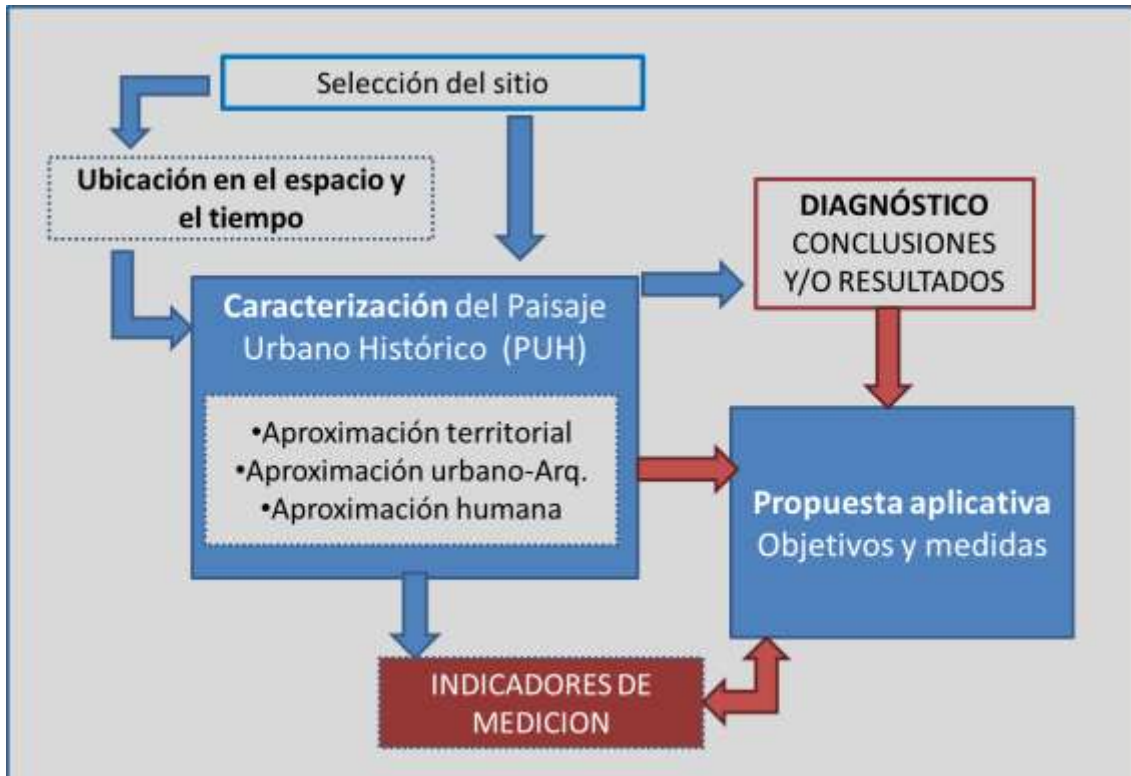 Selección del sitio
Ubicación en el espacio y
el tiempo
DIAGNÓSTICO
CONCLUSIONES
Y/O RESULTADOS
Caracterización del Paisaje
Urbano Histórico (PUH)
•Aproximación territorial
•Aproximación urbano-Arq.
•Aproximación humana
Propuesta aplicativa
Objetivos y medidas
INDICADORES DE
MEDICION